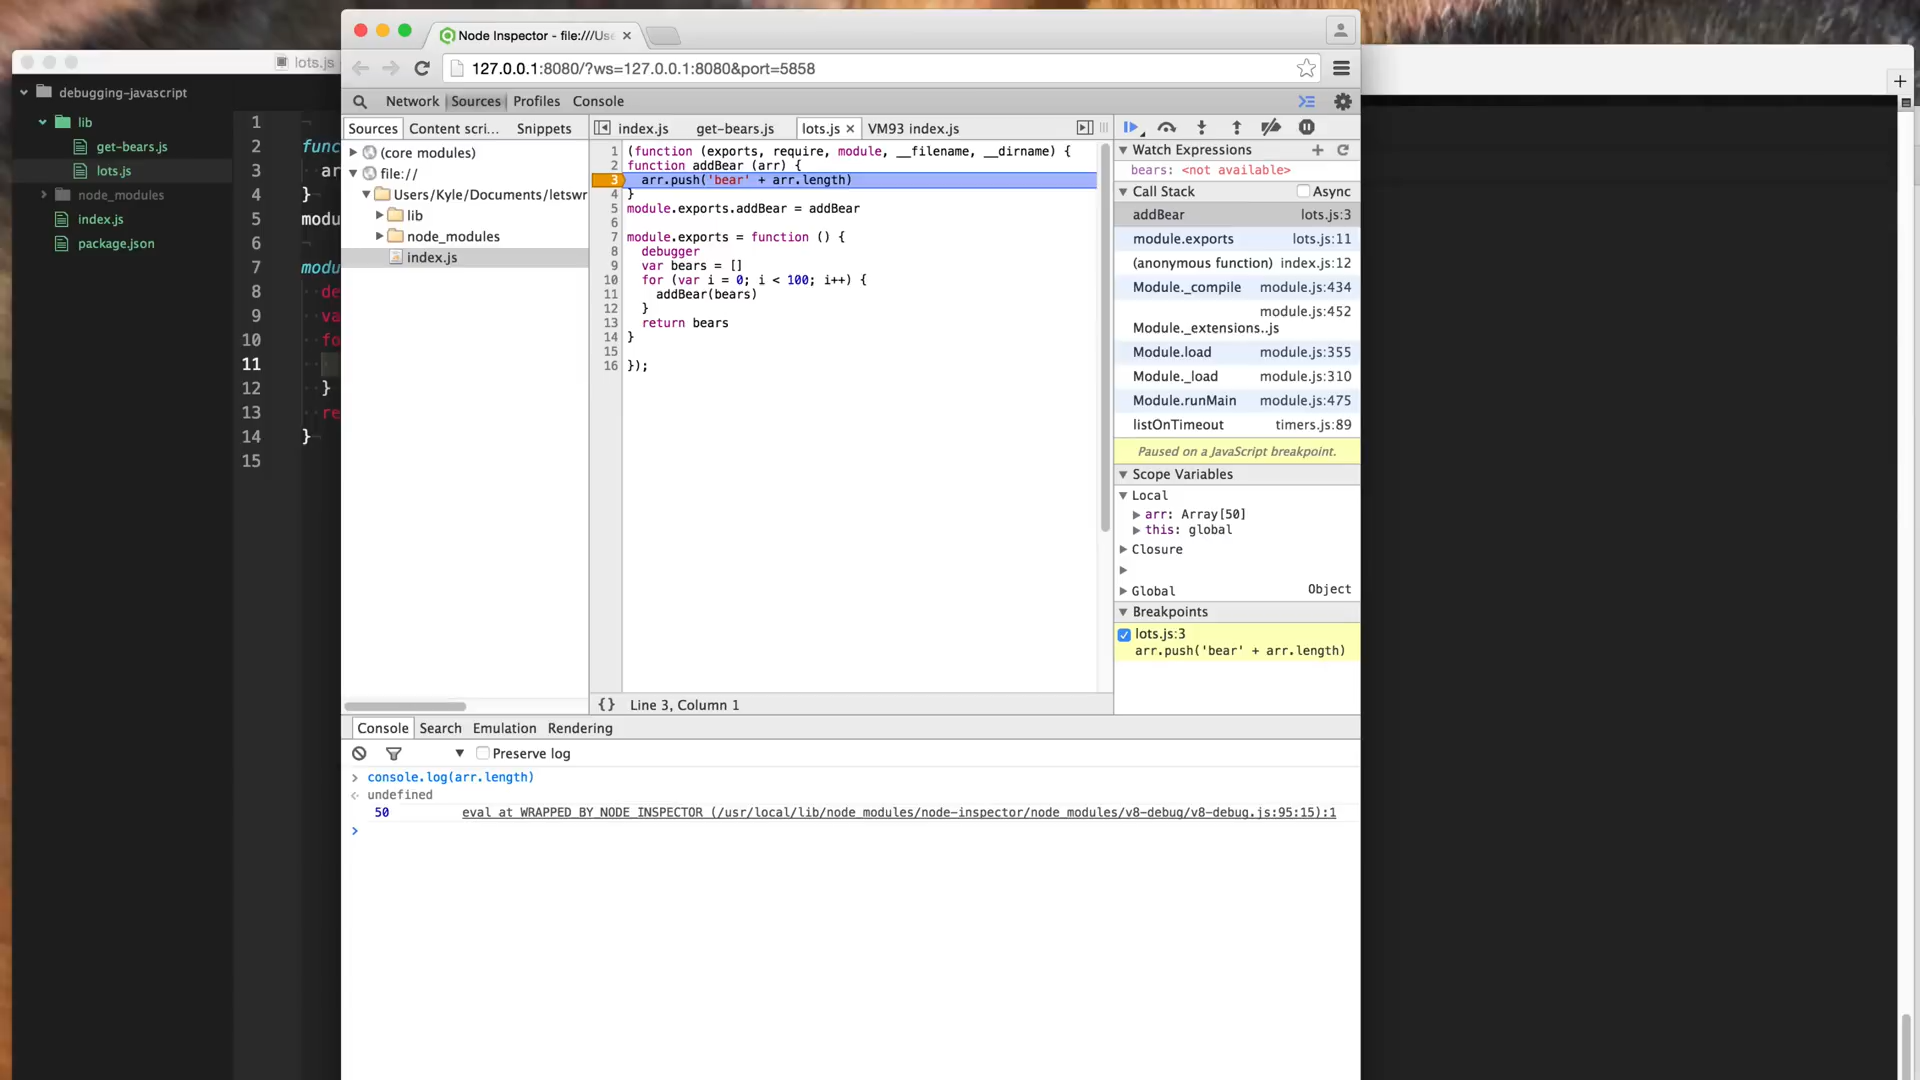 lots.js
debugging-javascript
lib
get-bears.js
lots.js
node_modules
index.js
package.json
1
2 func
3 ar
4 }
5 modu
6
7 modu
8 de
9 va
10 fo
11
12 }
13 re
14 }
15
Node Inspector - file:///Use
127.0.0.1:8080/?ws=127.0.0.1:8080&port=5858
Network Sources Profiles Console
Sources Content scri... Snippets
(core modules)
file://
Users/Kyle/Documents/letswr
lib
node_modules
index.js
index.js get-bears.js lots.js VM93 index.js
1 (function (exports, require, module, __filename, __dirname) {
2 function addBear (arr) {
3 arr.push('bear' + arr.length)
4 }
5 module.exports.addBear = addBear
6
7 module.exports = function () {
8 debugger
9 var bears = []
10 for (var i = 0; i < 100; i++) {
11 addBear(bears)
12 }
13 return bears
14 }
15
16 });
{} Line 3, Column 1
Watch Expressions
bears: <not available>
Call Stack Async
addBear lots.js:3
module.exports lots.js:11
(anonymous function) index.js:12
Module._compile module.js:434
module.js:452
Module._extensions..js
Module.load module.js:355
Module._load module.js:310
Module.runMain module.js:475
listOnTimeout timers.js:89
Paused on a JavaScript breakpoint.
Scope Variables
Local
arr: Array[50]
this: global
Closure
Global Object
Breakpoints
lots.js:3
arr.push('bear' + arr.length)
Console Search Emulation Rendering
Preserve log
console.log(arr.length)
undefined
50 eval at WRAPPED_BY_NODE_INSPECTOR (/usr/local/lib/node_modules/node-inspector/node_modules/v8-debug/v8-debug.js:95:15):1